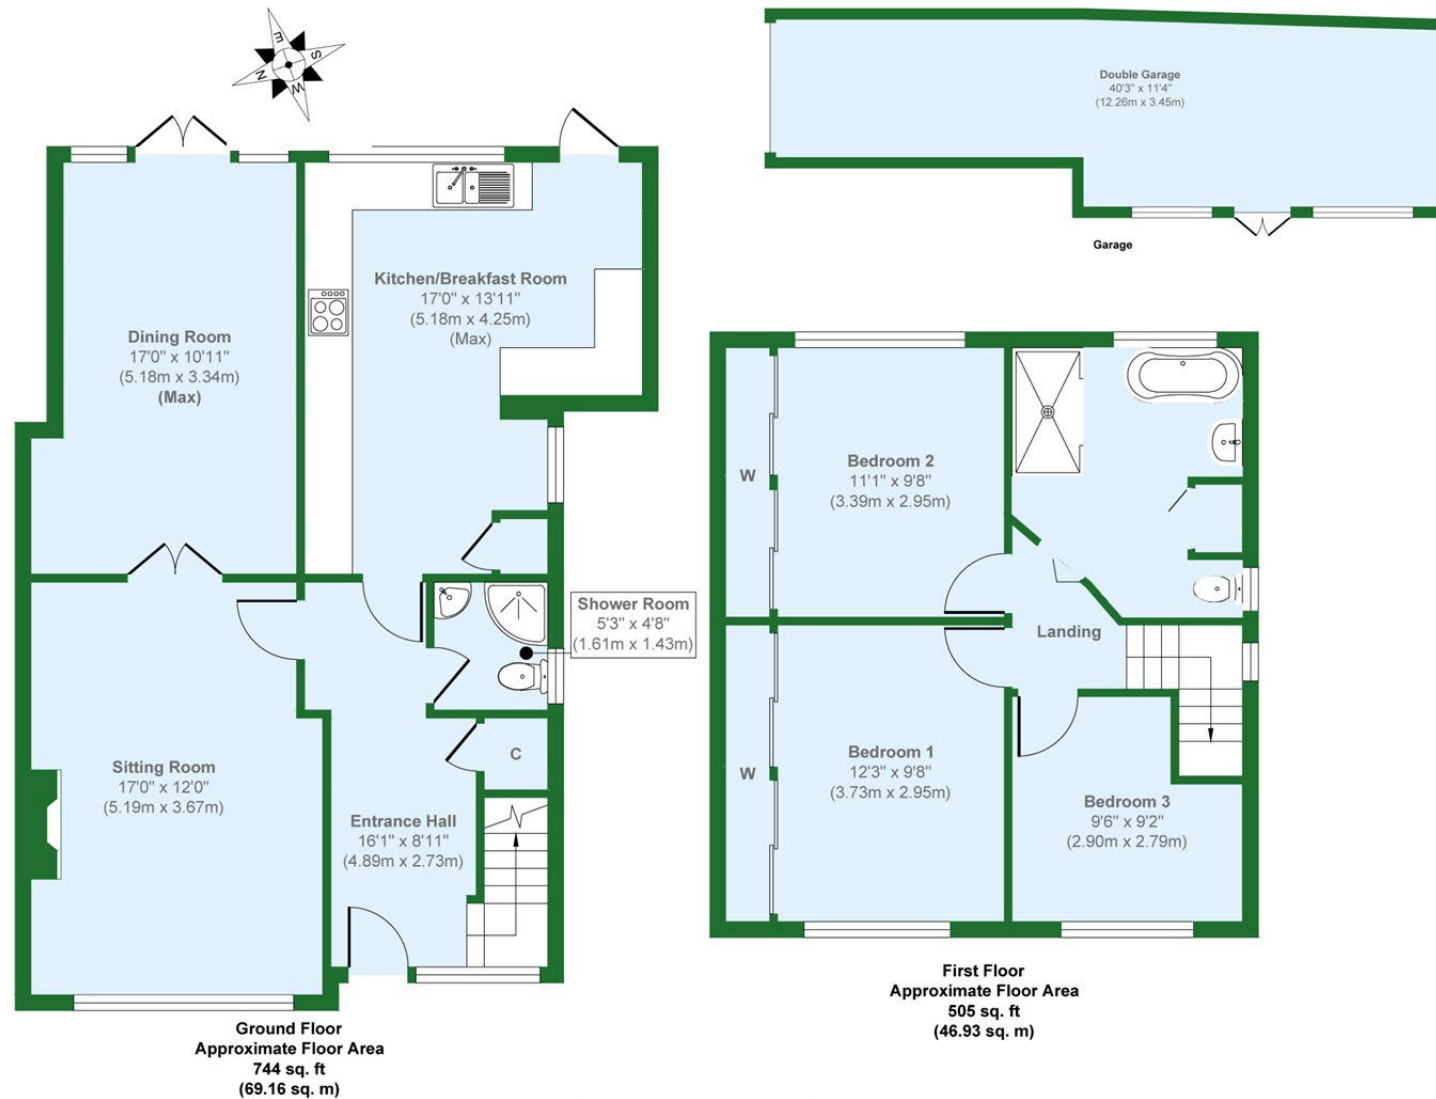 E
S
N
W
Double Garage
40'3" x 11'4"
(12.26m x 3.45m)
Garage
Kitchen/Breakfast Room
17'0" x 13'11"
(5.18m x 4.25m)
(Max)
Dining Room
17'0" x 10'11"
(5.18m x 3.34m)
(Max)
Shower Room
5'3" x 4'8"
(1.61m x 1.43m)
Sitting Room
17'0" x 12'0"
(5.19m x 3.67m)
C
Entrance Hall
16'1" x 8'11"
(4.89m x 2.73m)
Ground Floor
Approximate Floor Area
744 sq. ft
(69.16 sq. m)
W
Bedroom 2
11'1" x 9'8"
(3.39m x 2.95m)
Landing
W
Bedroom 1
12'3" x 9'8"
(3.73m x 2.95m)
Bedroom 3
9'6" x 9'2"
(2.90m x 2.79m)
First Floor
Approximate Floor Area
505 sq. ft
(46.93 sq. m)